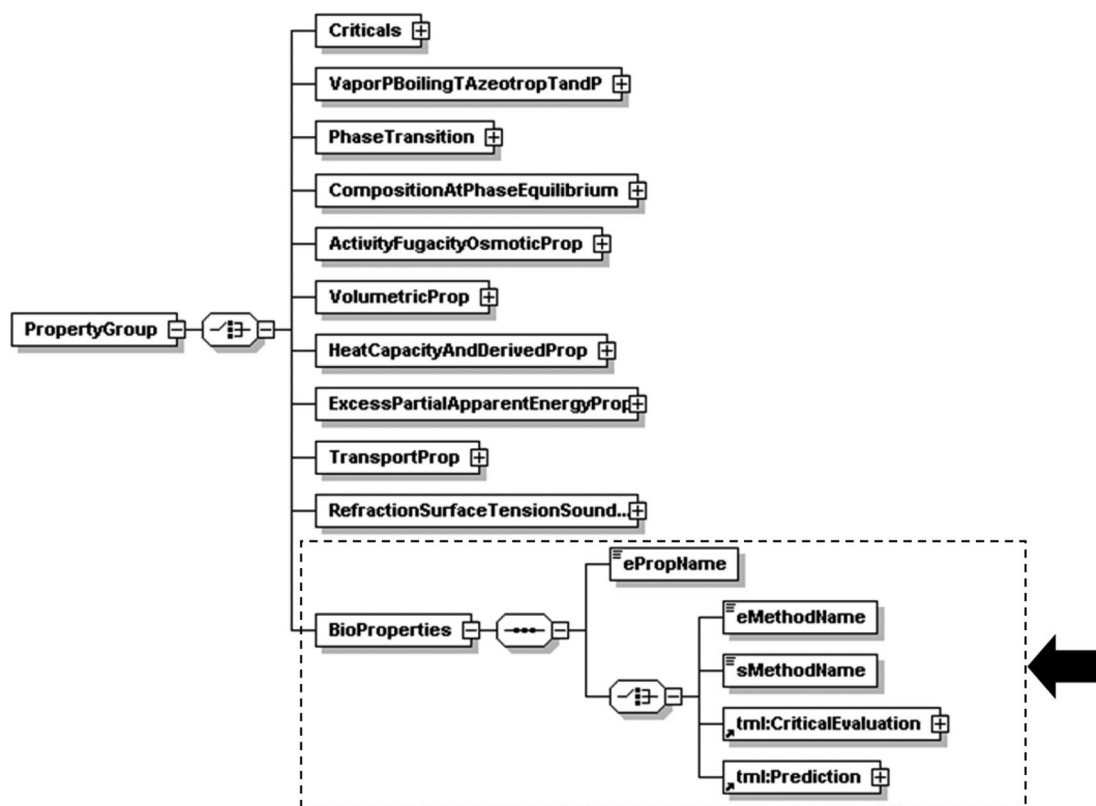 Criticals
VaporPBoilingTAzeotropTandP
PhaseTransition
CompositionAtPhaseEquilibrium
ActivityFugacityOsmoticProp
VolumetricProp
PropertyGroup
HeatCapacityAndDerivedProp
ExcessPartialApparentEnergyProp
TransportProp
RefractionSurfaceTensionSound...
ePropName
BioProperties
eMethodName
sMethodName
tml:CriticalEvaluation
tml:Prediction